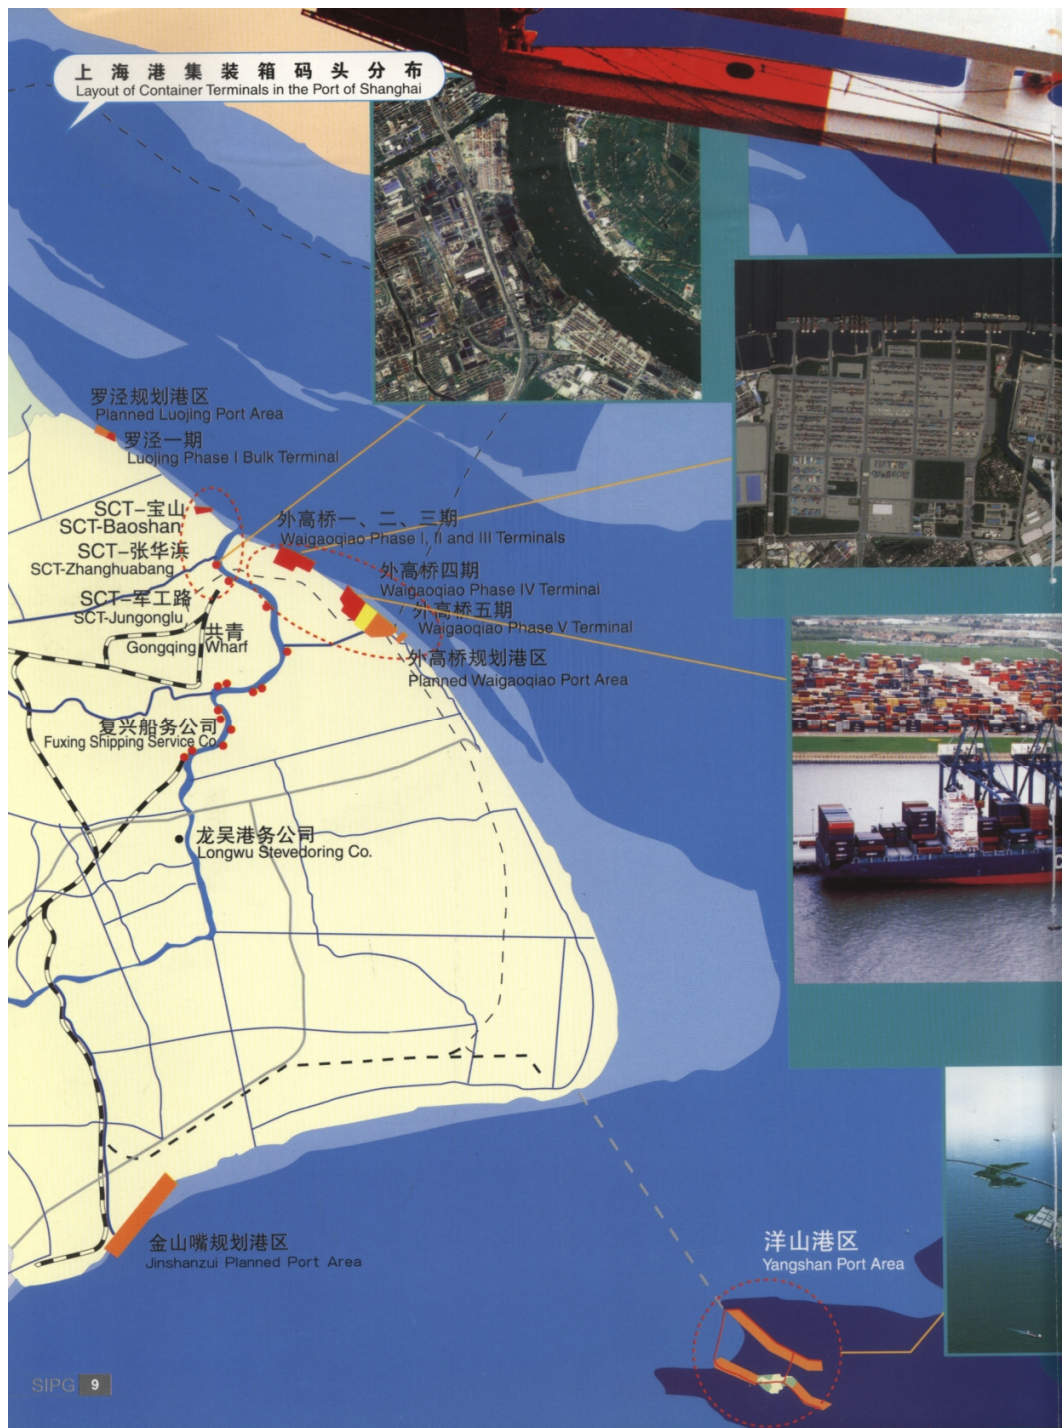 上海港集装箱码头分布
Layout of Container Terminals in the Port of Shanghai
罗泾规划港区
Planned Luojing Port Area
罗泾一期
Luojing Phase I Bulk Terminal
SCT-宝山
SCT-Baoshan
SCT-张华浜
SCT-Zhanghuabang
SCT-军工路
SCT-Jungonglu
共青
Gongqing Wharf
外高桥一、二、三期
Waigaoqiao Phase I, II and III Terminals
外高桥四期
Waigaoqiao Phase IV Terminal
外高桥五期
Waigaoqiao Phase V Terminal
外高桥规划港区
Planned Waigaoqiao Port Area
复兴船务公司
Fuxing Shipping Service Co.
龙吴港务公司
Longwu Stevedoring Co.
金山嘴规划港区
Jinshanzui Planned Port Area
洋山港区
Yangshan Port Area
SIPG 9